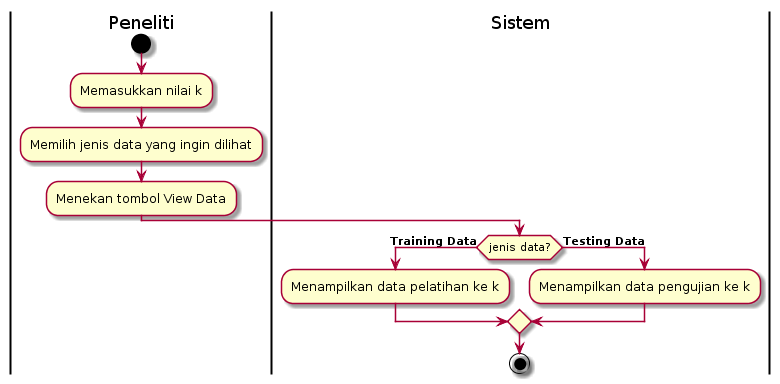 Peneliti
Sistem
Memasukkan nilai k
Memilih jenis data yang ingin dilihat
Menekan tombol View Data
Training Data
jenis data?
Testing Data
Menampilkan data pelatihan ke k
Menampilkan data pengujian ke k